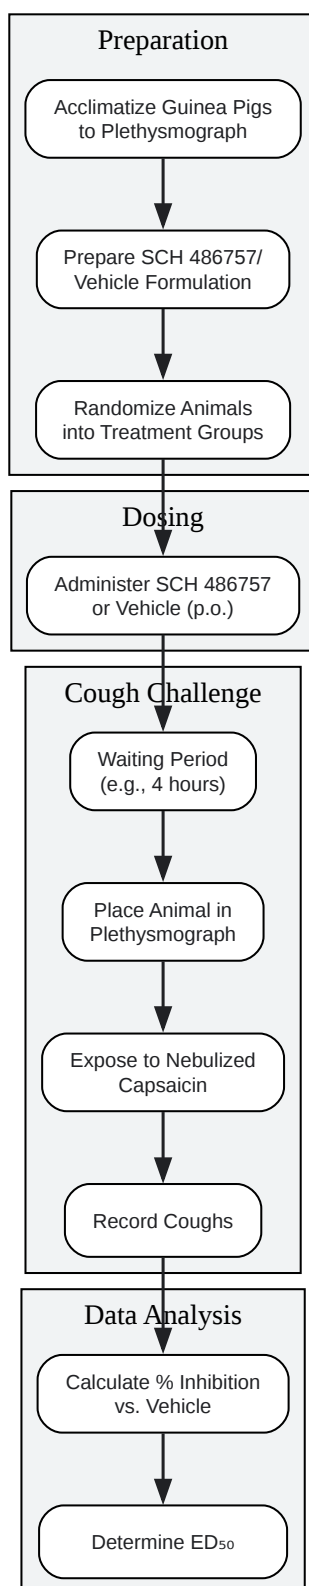 Preparation
Acclimatize Guinea Pigs
to Plethysmograph
Prepare SCH 486757/
Vehicle Formulation
Randomize Animals
into Treatment Groups
Dosing
Administer SCH 486757
or Vehicle (p.o.)
Cough Challenge
Waiting Period
(e.g., 4 hours)
Place Animal in
Plethysmograph
Expose to Nebulized
Capsaicin
Record Coughs
Data Analysis
Calculate % Inhibition
vs. Vehicle
Determine ED₅₀